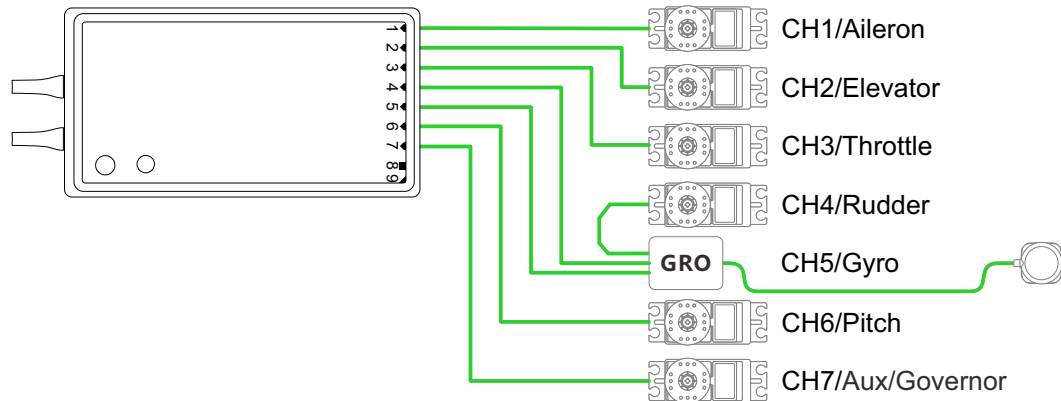 1
2
3
4
5
6
7
8
9
CH1/Aileron
CH2/Elevator
CH3/Throttle
CH4/Rudder
GRO
CH5/Gyro
CH6/Pitch
CH7/Aux/Governor